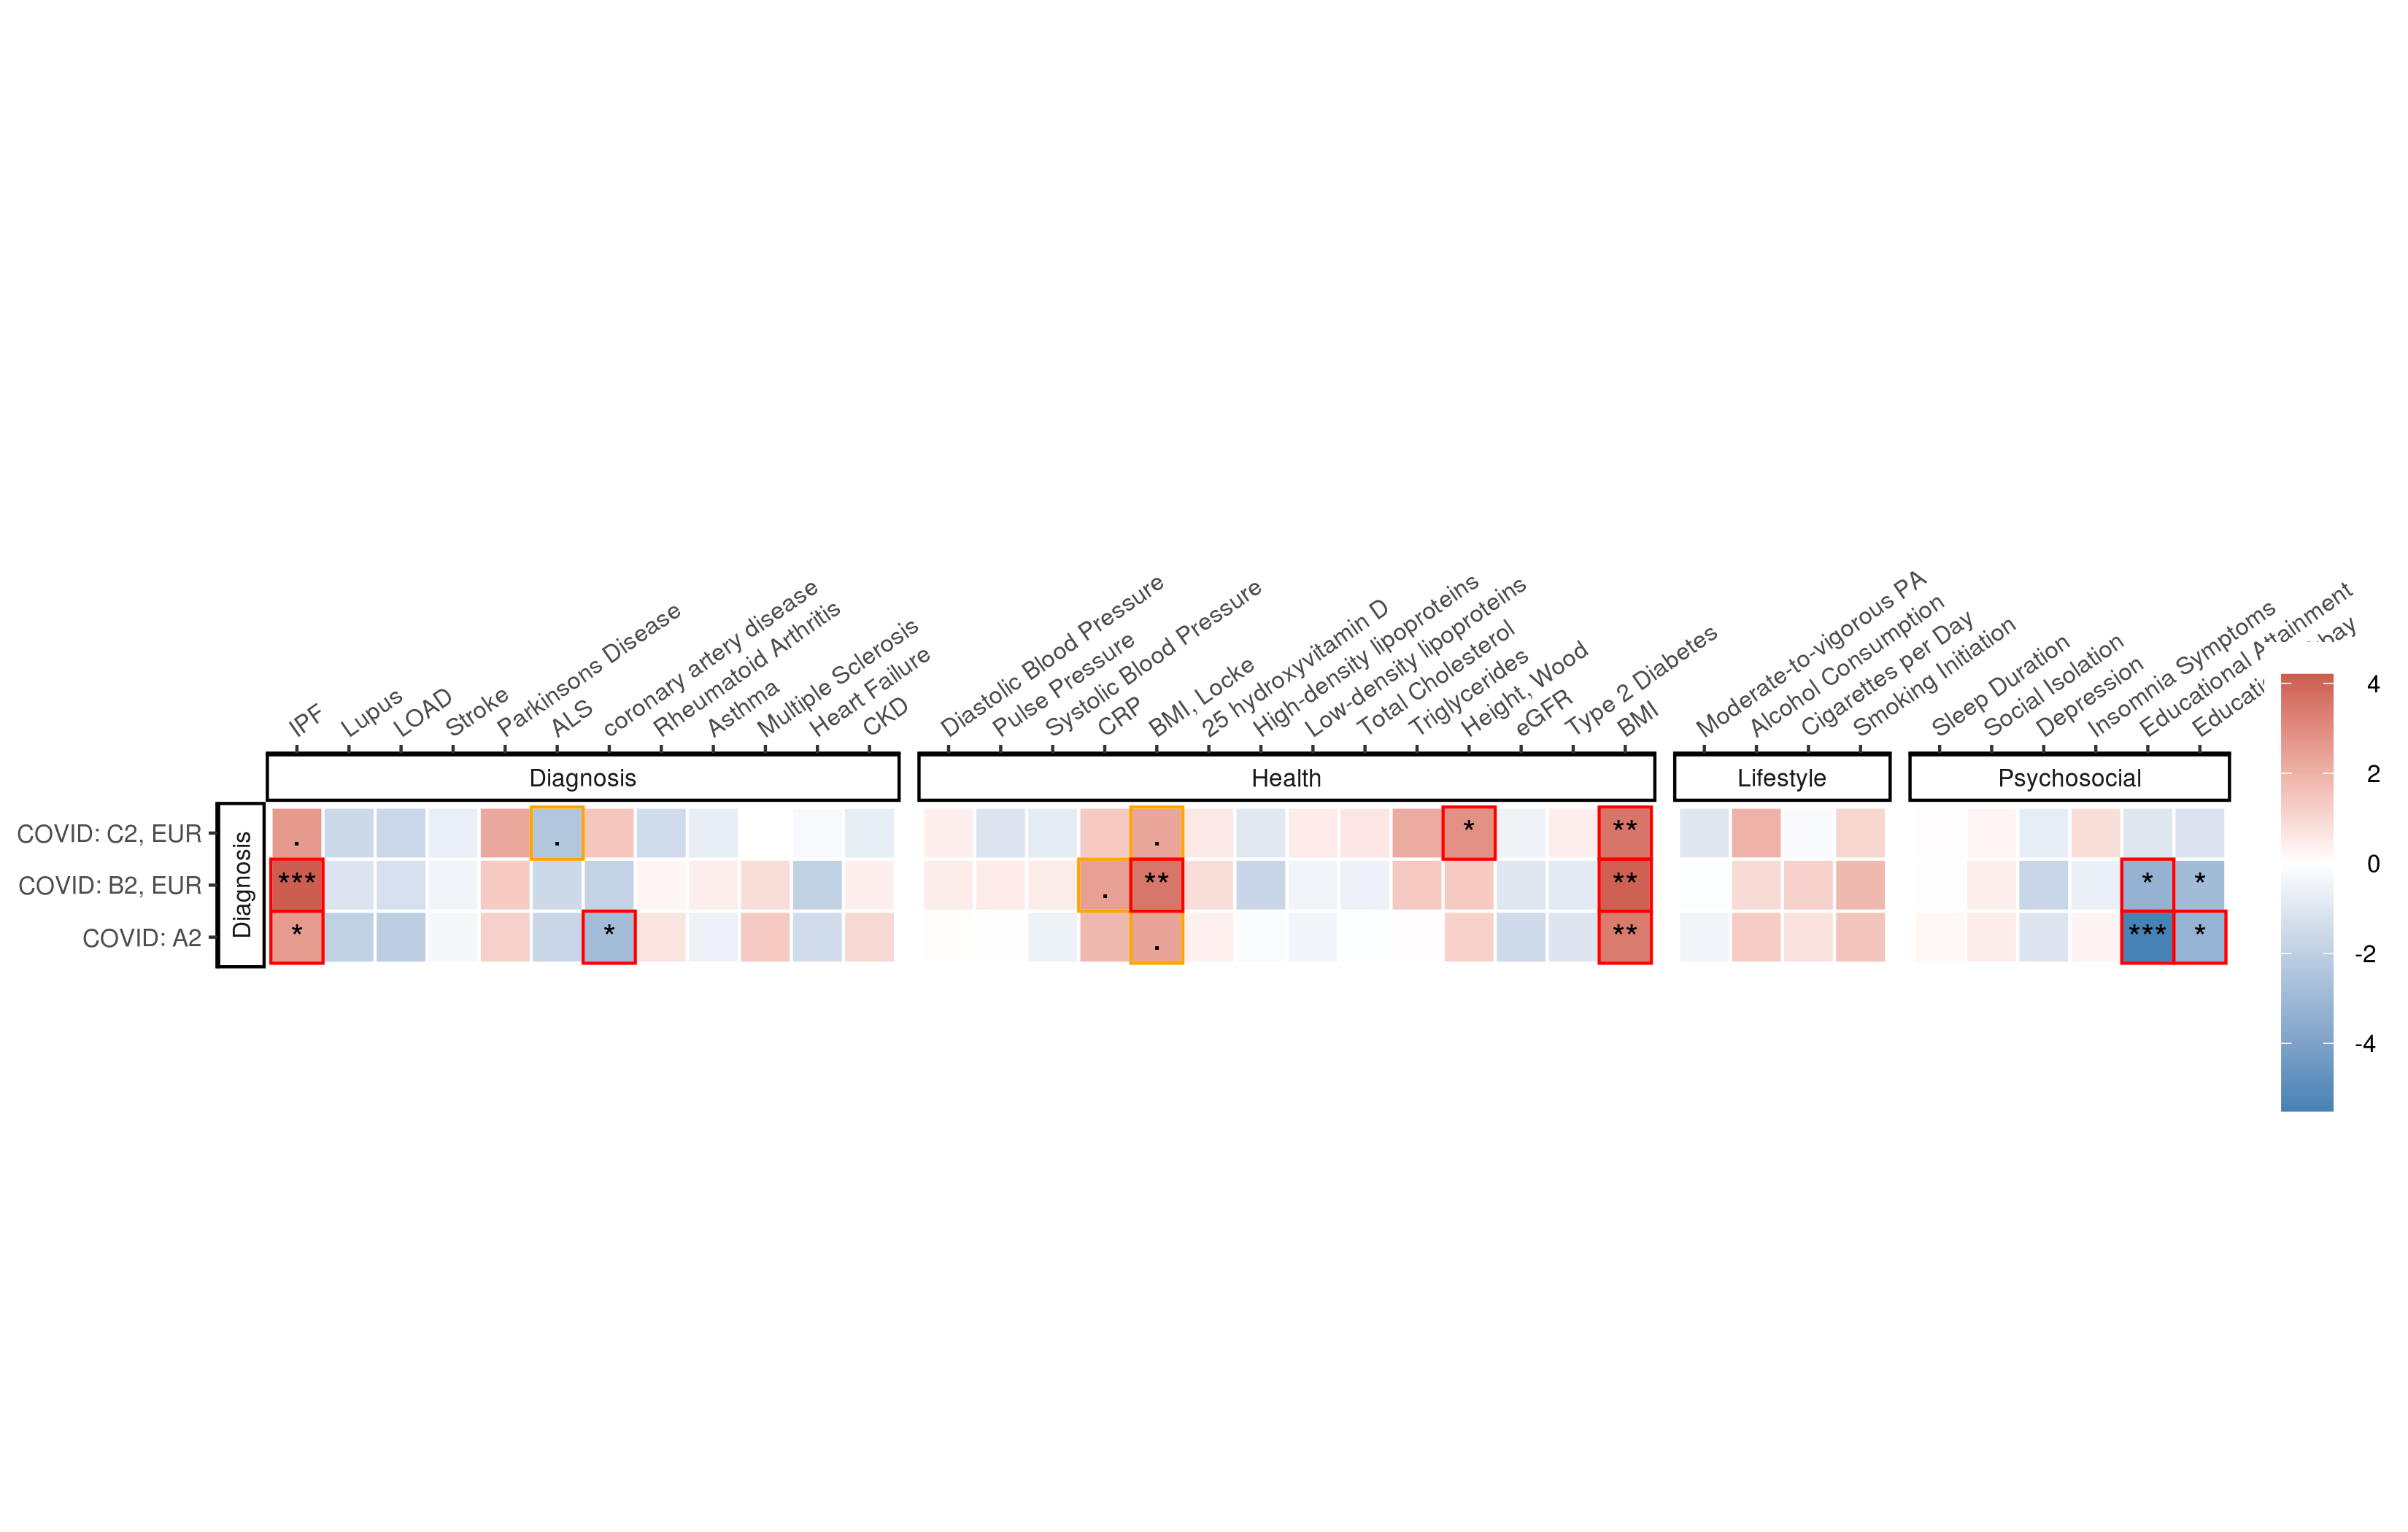 IPF
Lupus
LOAD
Stroke
Parkinsons Disease
ALS
coronary artery disease
Rheumatoid Arthritis
Asthma
Multiple Sclerosis
Heart Failure
CKD
Diastolic Blood Pressure
Pulse Pressure
Systolic Blood Pressure
CRP
BMI, Locke
25 hydroxyvitamin D
High-density lipoproteins
Low-density lipoproteins
Total Cholesterol
Triglycerides
Height, Wood
eGFR
Type 2 Diabetes
BMI
Moderate-to-vigorous PA
Alcohol Consumption
Cigarettes per Day
Smoking Initiation
Sleep Duration
Social Isolation
Depression
Insomnia Symptoms
Educational Attainment
Diagnosis
Health
Lifestyle
Psychosocial
Diagnosis
COVID: C2, EUR . . . * **
COVID: B2, EUR *** . ** ** * *
COVID: A2 * * . ** *** *
4
2
0
-2
-4